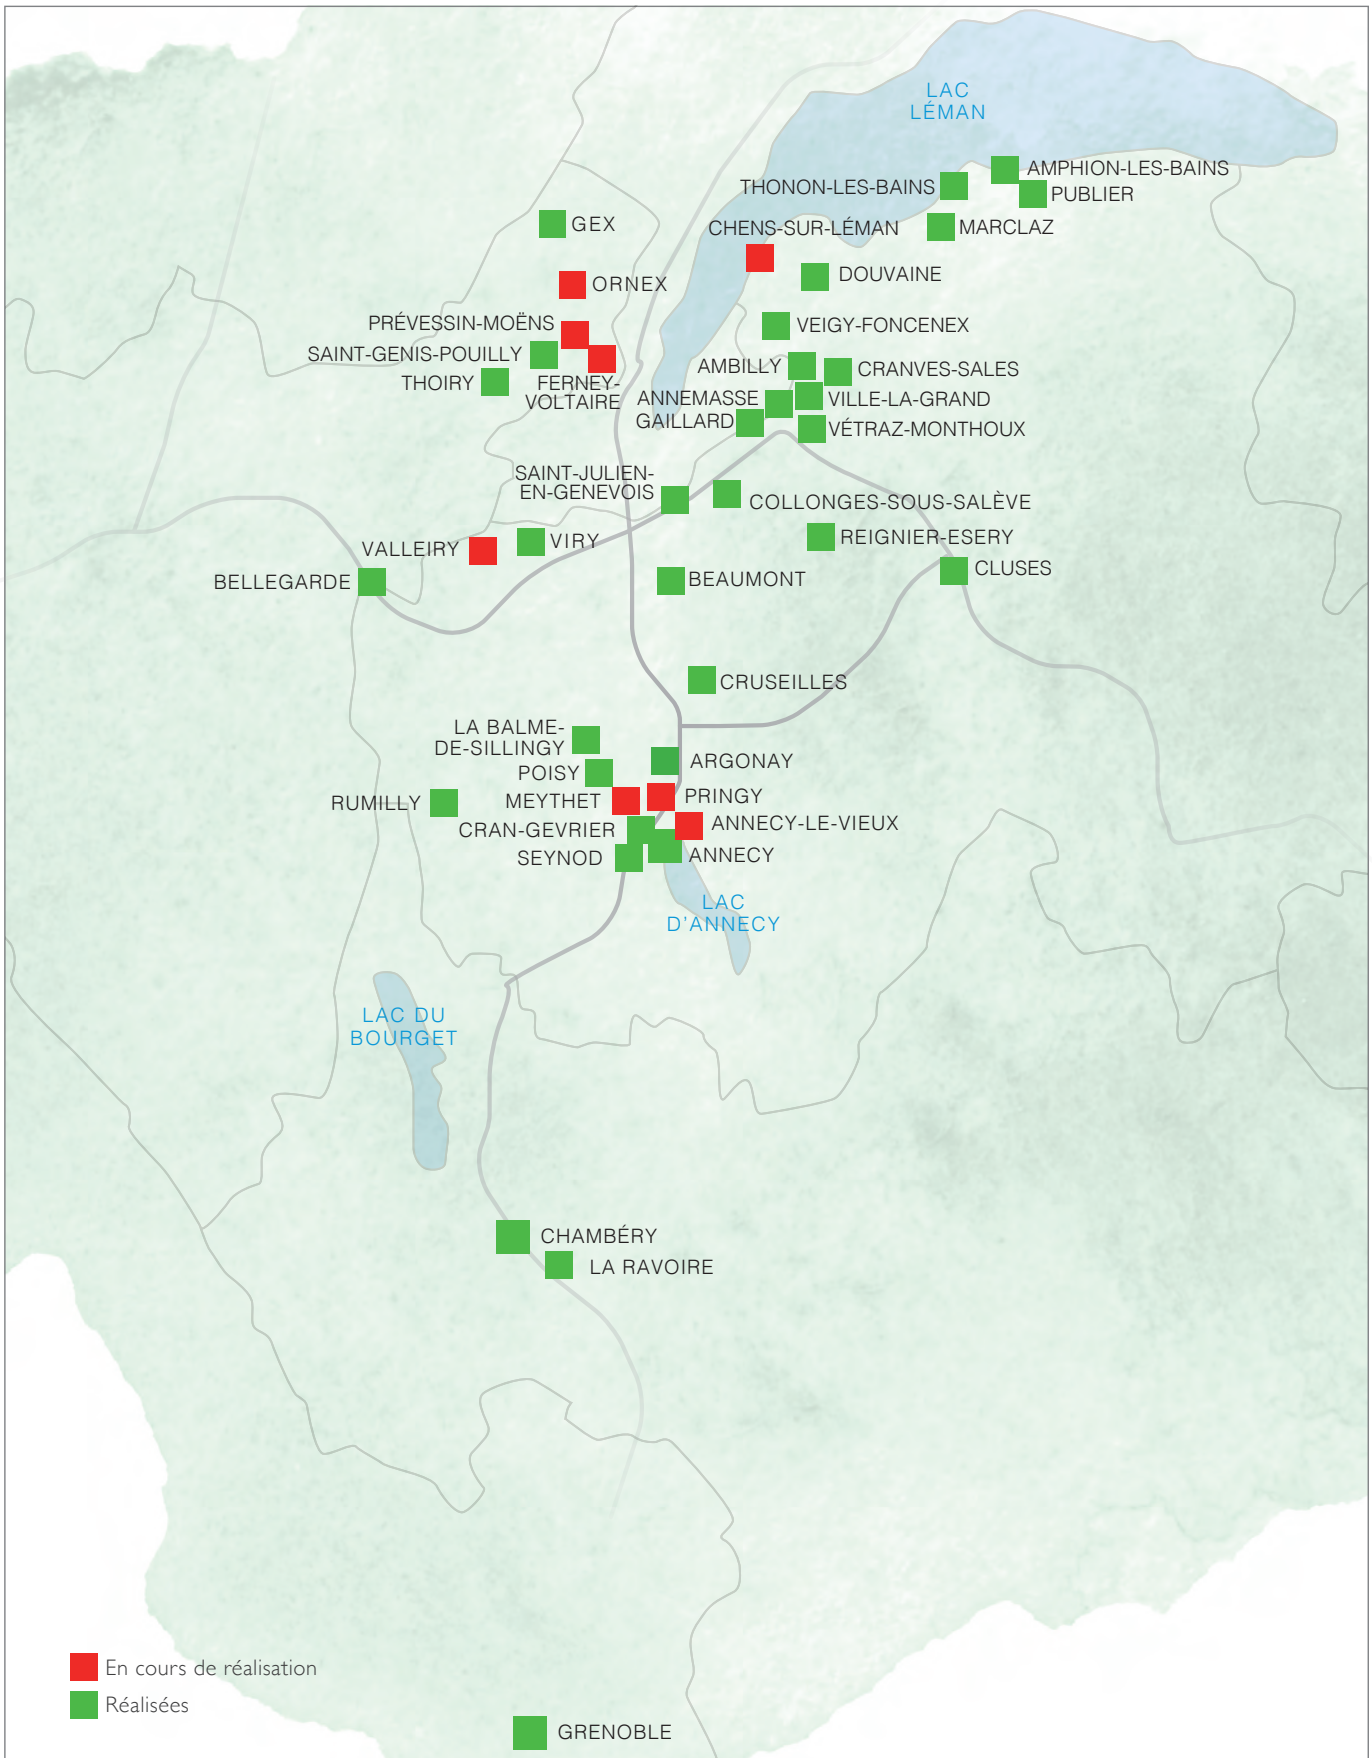 LAC
LÉMAN
AMPHION-LES-BAINS
THONON-LES-BAINS
PUBLIER
GEX
CHENS-SUR-LÉMAN
MARCLAZ
DOUVAINE
ORNEX
PRÉVESSIN-MOËNS
VEIGY-FONCENEX
SAINT-GENIS-POUILLY
AMBILLY
CRANVES-SALES
THOIRY
FERNEY-
VOLTAIRE
ANNEMASSE
VILLE-LA-GRAND
GAILLARD
VÉTRAZ-MONTHOUX
SAINT-JULIEN-
EN-GENEVOIS
COLLONGES-SOUS-SALÈVE
REIGNIER-ESERY
VIRY
VALLEIRY
CLUSES
BELLEGARDE
BEAUMONT
CRUSEILLES
LA BALME-
DE-SILLINGY
ARGONAY
POISY
PRINGY
MEYTHET
RUMILLY
ANNECY-LE-VIEUX
CRAN-GEVRIER
ANNECY
SEYNOD
LAC
D'ANNECY
LAC DU
BOURGET
CHAMBÉRY
LA RAVOIRE
En cours de réalisation
Réalisées
GRENOBLE